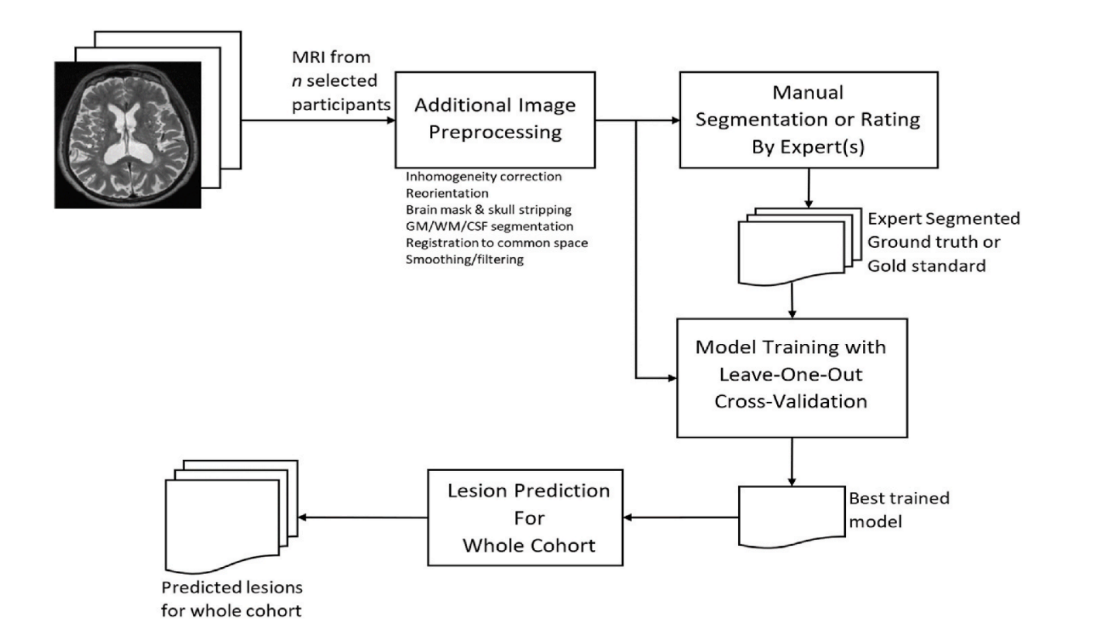 MRI from
n selected
participants
Additional Image
Preprocessing
Inhomogeneity correction
Reorientation
Brain mask & skull stripping
GM/WM/CSF segmentation
Registration to common space
Smoothing/filtering
Manual
Segmentation or Rating
By Expert(s)
Expert Segmented
Ground truth or
Gold standard
Model Training with
Leave-One-Out
Cross-Validation
Best trained
model
Lesion Prediction
For
Whole Cohort
Predicted lesions
for whole cohort